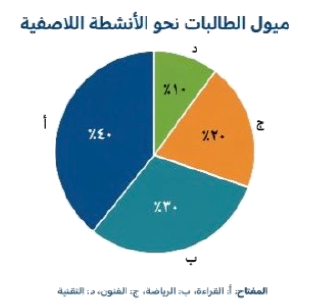 ميول الطالبات نحو الأنشطة اللاصفية
د
٪١٠
ج
٪٢٠
أ
٪٤٠
٪٣٠
ب
المفتاح: أ: القراءة، ب: الرياضة، ج: الفنون، د: التقنية